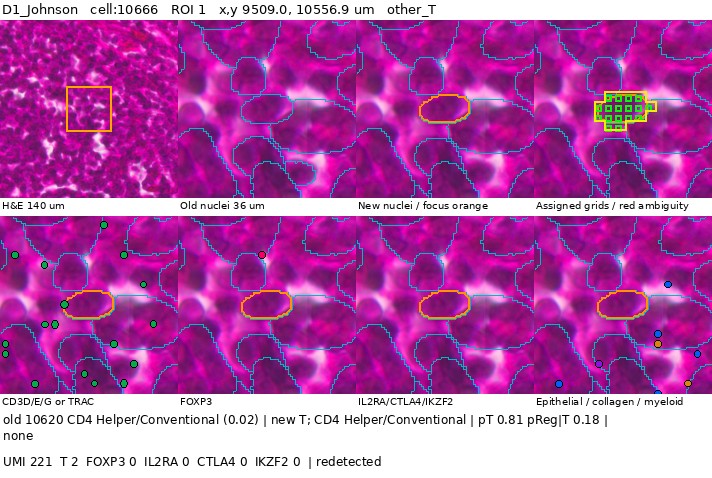 D1_Johnson cell:10666 ROI 1 x,y 9509.0, 10556.9 um other_T
H&E 140 um
Old nuclei 36 um
New nuclei / focus orange
Assigned grids / red ambiguity
CD3D/E/G or TRAC
FOXP3
IL2RA/CTLA4/IKZF2
Epithelial / collagen / myeloid
old 10620 CD4 Helper/Conventional (0.02) | new T; CD4 Helper/Conventional | pT 0.81 pReg|T 0.18 |
none
UMI 221 T 2 FOXP3 0 IL2RA 0 CTLA4 0 IKZF2 0 | redetected